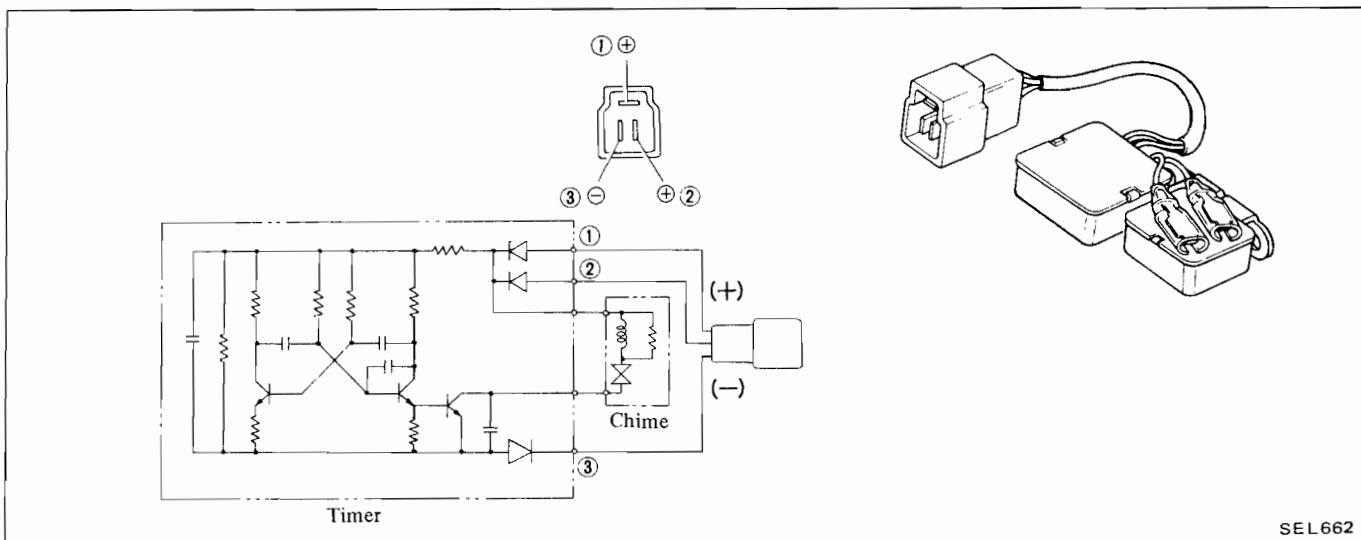 ① ⊕
③ ⊖ ⊕ ②
①
②
(+)
(−)
Chime
③
Timer
SEL662